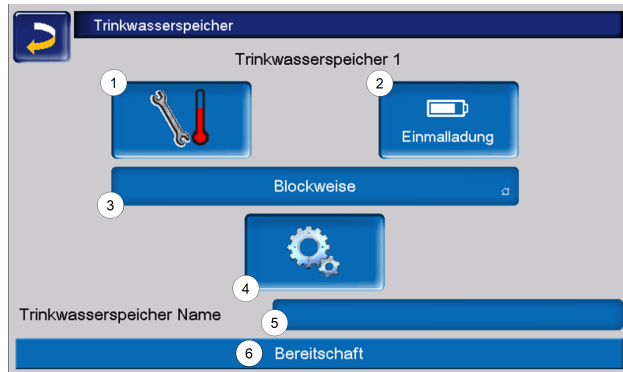 Trinkwasserspeicher
Trinkwasserspeicher 1
1
2
Einmalladung
Blockweise
3
4
Trinkwasserspeicher Name
5
6 Bereitschaft